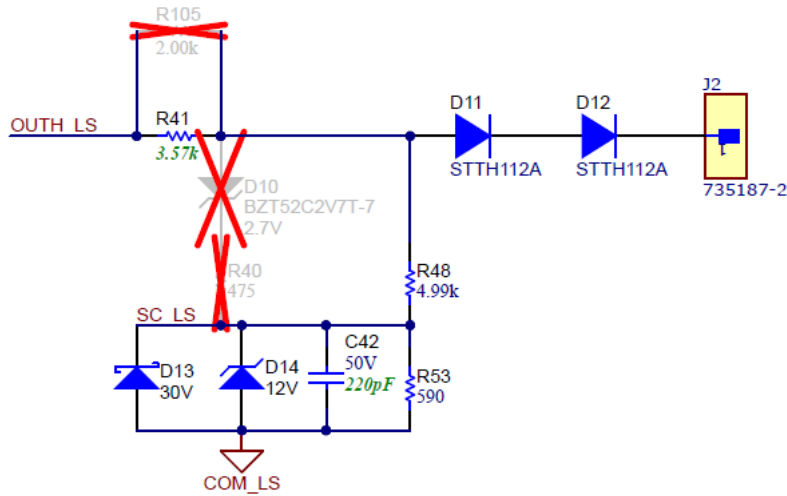 R105
2.00k
R41
OUTH_LS
3.57k
D10
BZT52C2V7T-7
2.7V
R40
475
D11
STTH112A
D12
STTH112A
J2
735187-2
R48
4.99k
SC_LS
D13
30V
D14
12V
C42
50V
220pF
R53
590
COM_LS